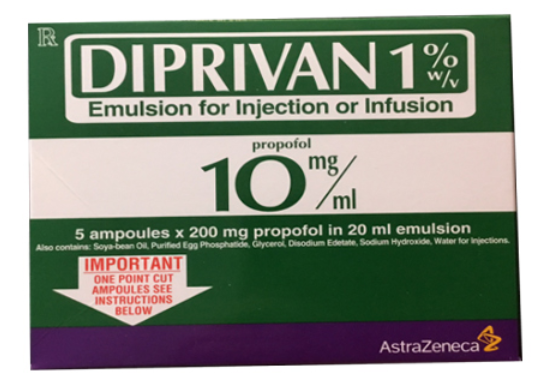 Rx
DIPRIVAN 1% w/v
Emulsion for Injection or Infusion
propofol
10 mg/ml
5 ampoules x 200 mg propofol in 20 ml emulsion
Also contains: Soya-bean Oil, Purified Egg Phosphatide, Glycerol, Disodium Edetate, Sodium Hydroxide, Water for Injections.
IMPORTANT
ONE POINT CUT
AMPOULES SEE
INSTRUCTIONS
BELOW
AstraZeneca